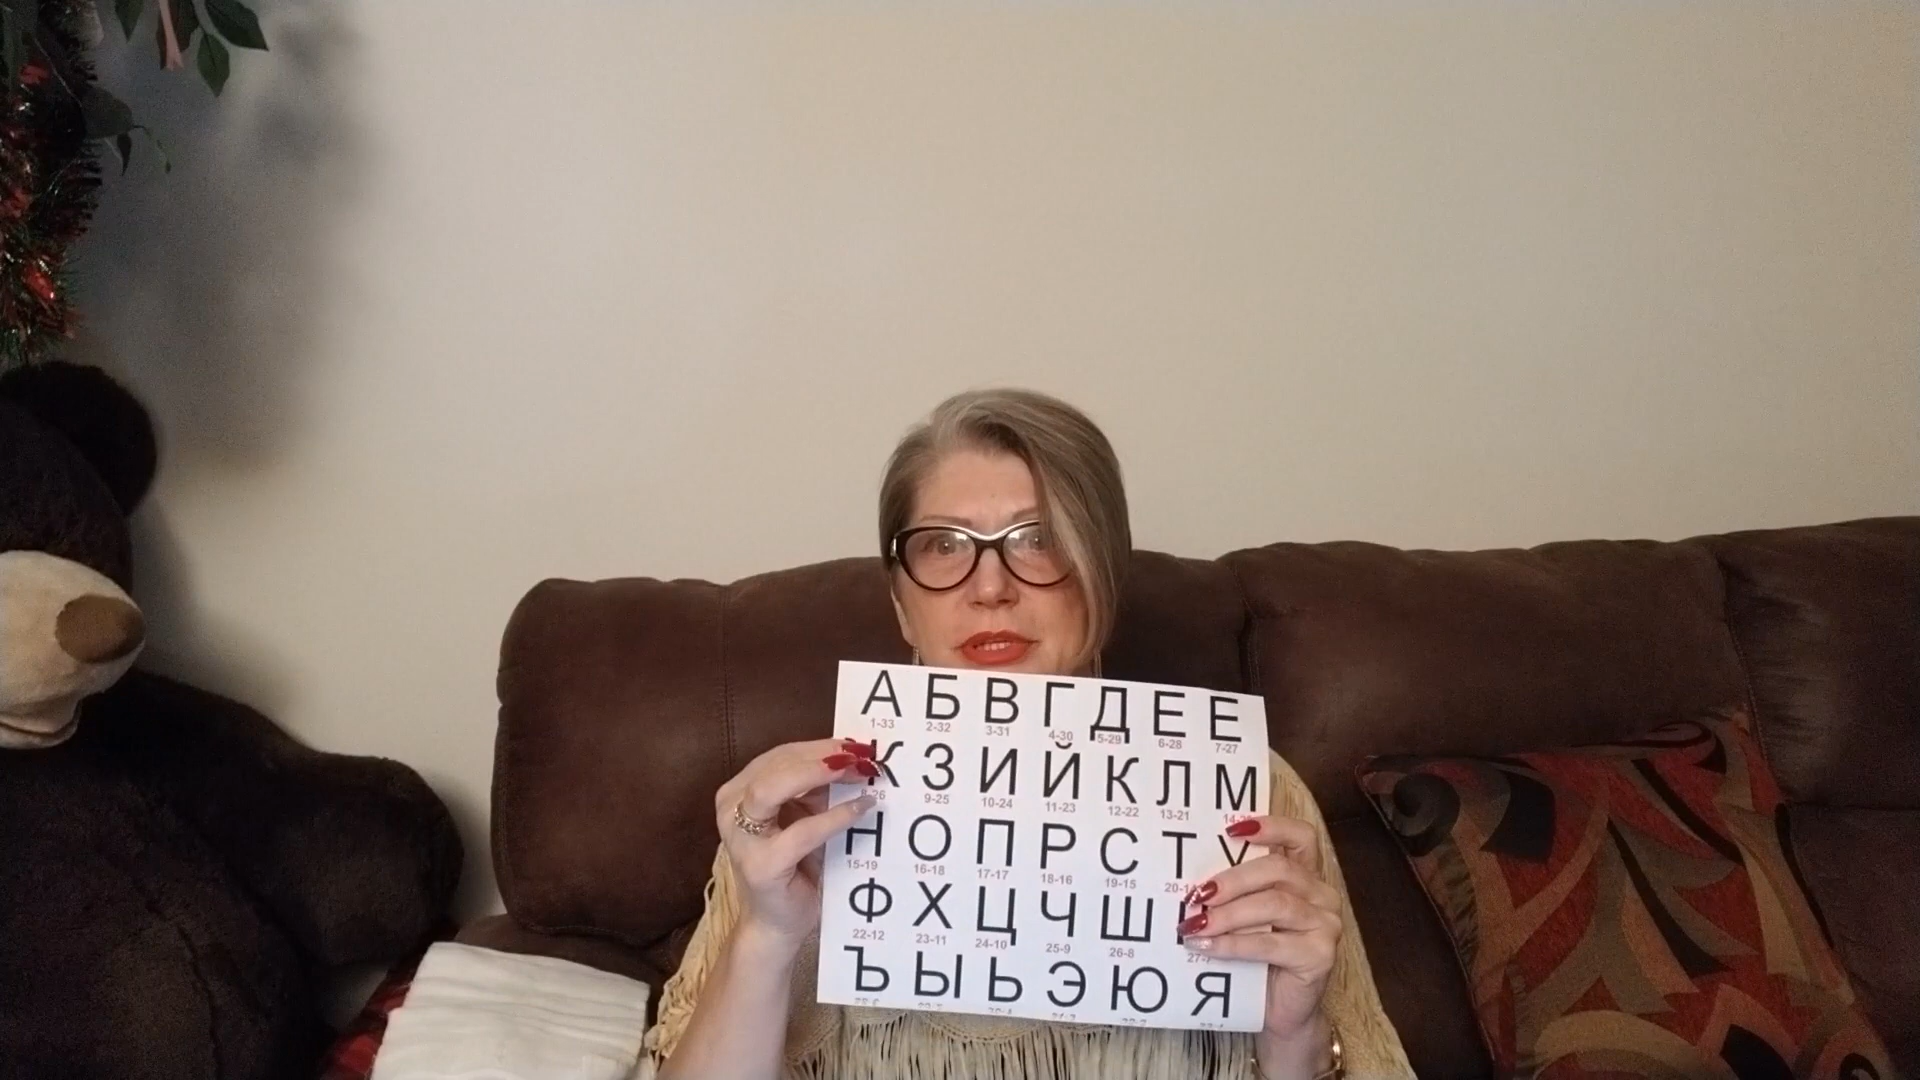 А Б В Г Д Е Е
1-33 2-32 3-31 4-30 5-29 6-28 7-27
К З И Й К Л М
8-26 9-25 10-24 11-23 12-22 13-21
Н О П Р С Т У
15-19 16-18 17-17 18-16 19-15
Ф Х Ц Ч Ш
22-12 23-11 24-10 25-9 26-8
Ъ Ы Ь Э Ю Я